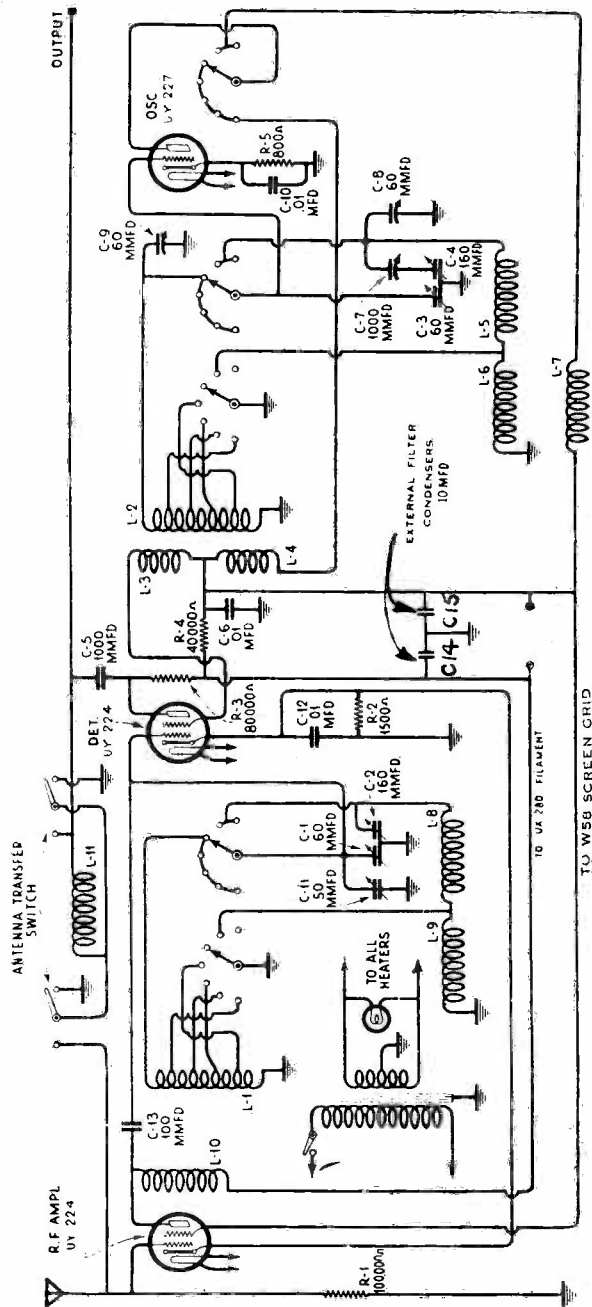 OUTPUT
ANTENNA TRANSFER
SWITCH
R.F AMPL
UY 224
C-13
100
MMFD
L-10
L-11
DET.
UY 224
C-5
1000
MMFD
R-3
80000Ω
R-4
40000Ω
C-6
.01
MFD
L-3
L-4
L-2
C-9
60
MMFD
OSC
UY 227
C-10
.01
MFD
R-5
800Ω
C-8
60
MMFD
C-7
1000
MMFD
C-4
160
MMFD
C-3
60
MMFD
L-5
L-6
L-7
EXTERNAL FILTER
CONDENSERS
10 MFD
C14
C15
C-12
.01
MFD
R-2
1500Ω
C-2
160
MMFD.
C-1
60
MMFD
C-11
50
MMFD
L-8
L-9
L-1
TO ALL
HEATERS
R-1
100,000Ω
TO UX 280 FILAMENT
TO W58 SCREEN GRID